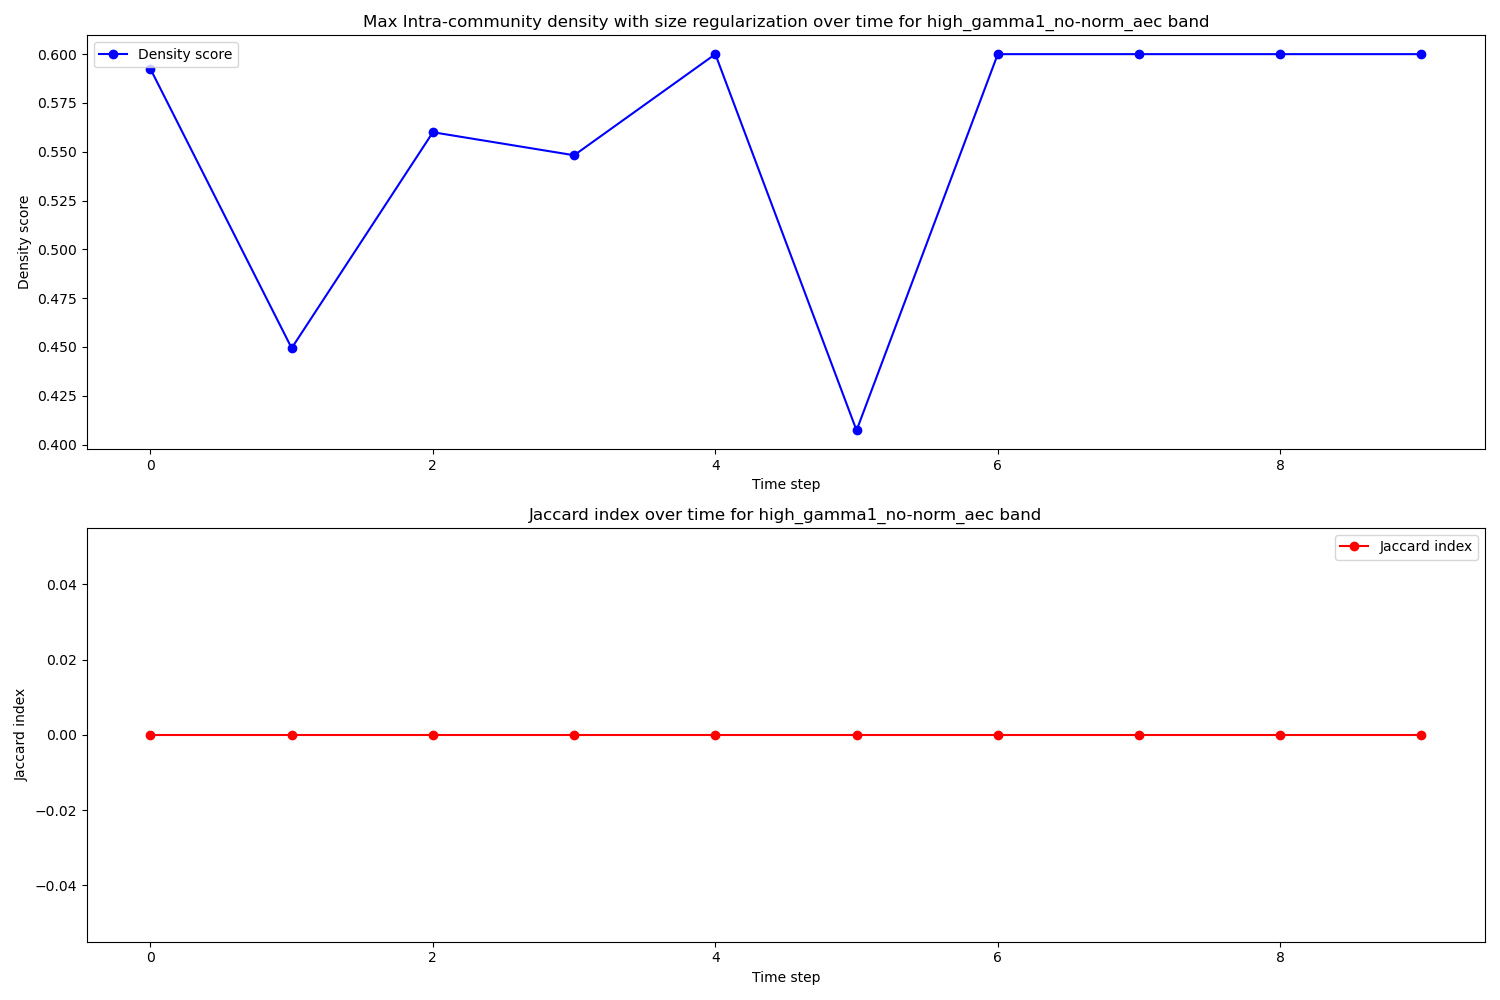 Max Intra-community density with size regularization over time for high_gamma1_no-norm_aec band
Density score
0.600
0.575
0.550
0.525
0.500
0.475
0.450
0.425
0.400
Density score
0 2 4 6 8
Time step
Jaccard index over time for high_gamma1_no-norm_aec band
Jaccard index
0.04
0.02
0.00
−0.02
−0.04
Jaccard index
0 2 4 6 8
Time step